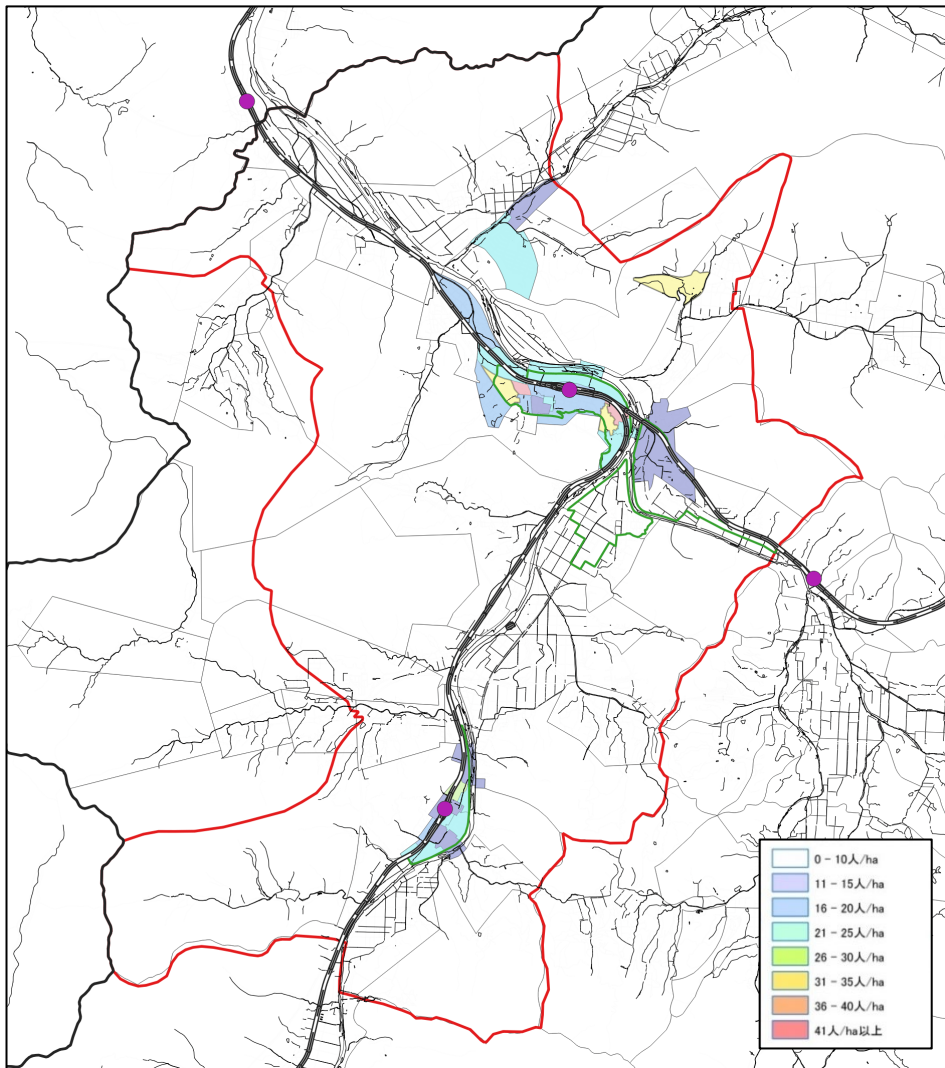 0 − 10人/ha
11 − 15人/ha
16 − 20人/ha
21 − 25人/ha
26 − 30人/ha
31 − 35人/ha
36 − 40人/ha
41人/ha以上